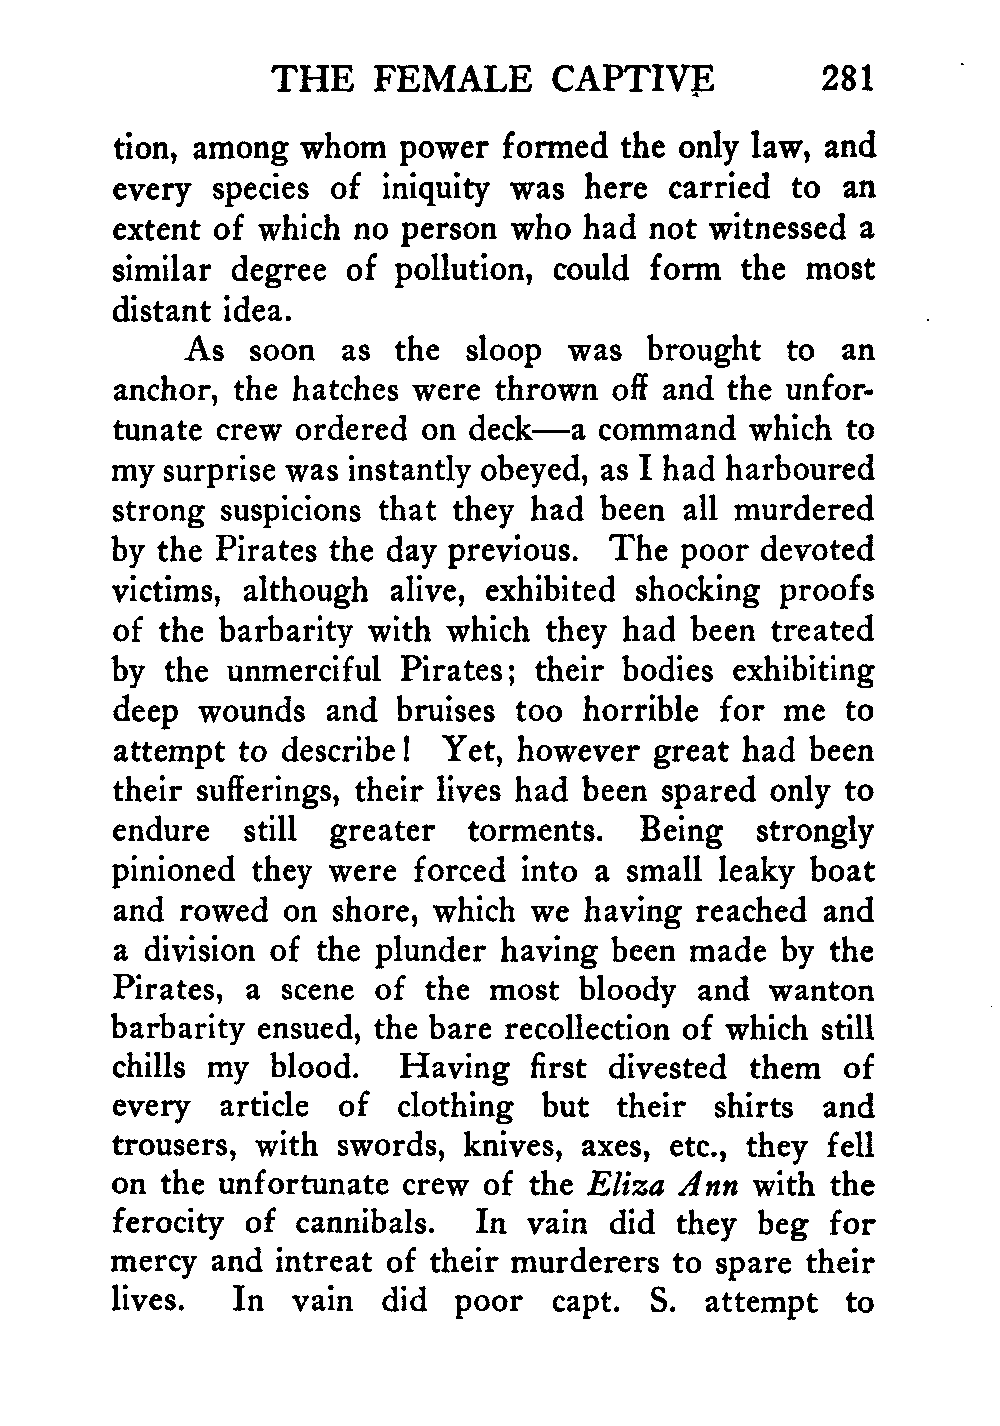 THE FEMALE CAPTIVE 281
tion, among whom power formed the only law, and
every species of iniquity was here carried to an
extent of which no person who had not witnessed a
similar degree of pollution, could form the most
distant idea.
As soon as the sloop was brought to an
anchor, the hatches were thrown off and the unfor-
tunate crew ordered on deck—a command which to
my surprise was instantly obeyed, as I had harboured
strong suspicions that they had been all murdered
by the Pirates the day previous. The poor devoted
victims, although alive, exhibited shocking proofs
of the barbarity with which they had been treated
by the unmerciful Pirates; their bodies exhibiting
deep wounds and bruises too horrible for me to
attempt to describe! Yet, however great had been
their sufferings, their lives had been spared only to
endure still greater torments. Being strongly
pinioned they were forced into a small leaky boat
and rowed on shore, which we having reached and
a division of the plunder having been made by the
Pirates, a scene of the most bloody and wanton
barbarity ensued, the bare recollection of which still
chills my blood. Having first divested them of
every article of clothing but their shirts and
trousers, with swords, knives, axes, etc., they fell
on the unfortunate crew of the Eliza Ann with the
ferocity of cannibals. In vain did they beg for
mercy and intreat of their murderers to spare their
lives. In vain did poor capt. S. attempt to